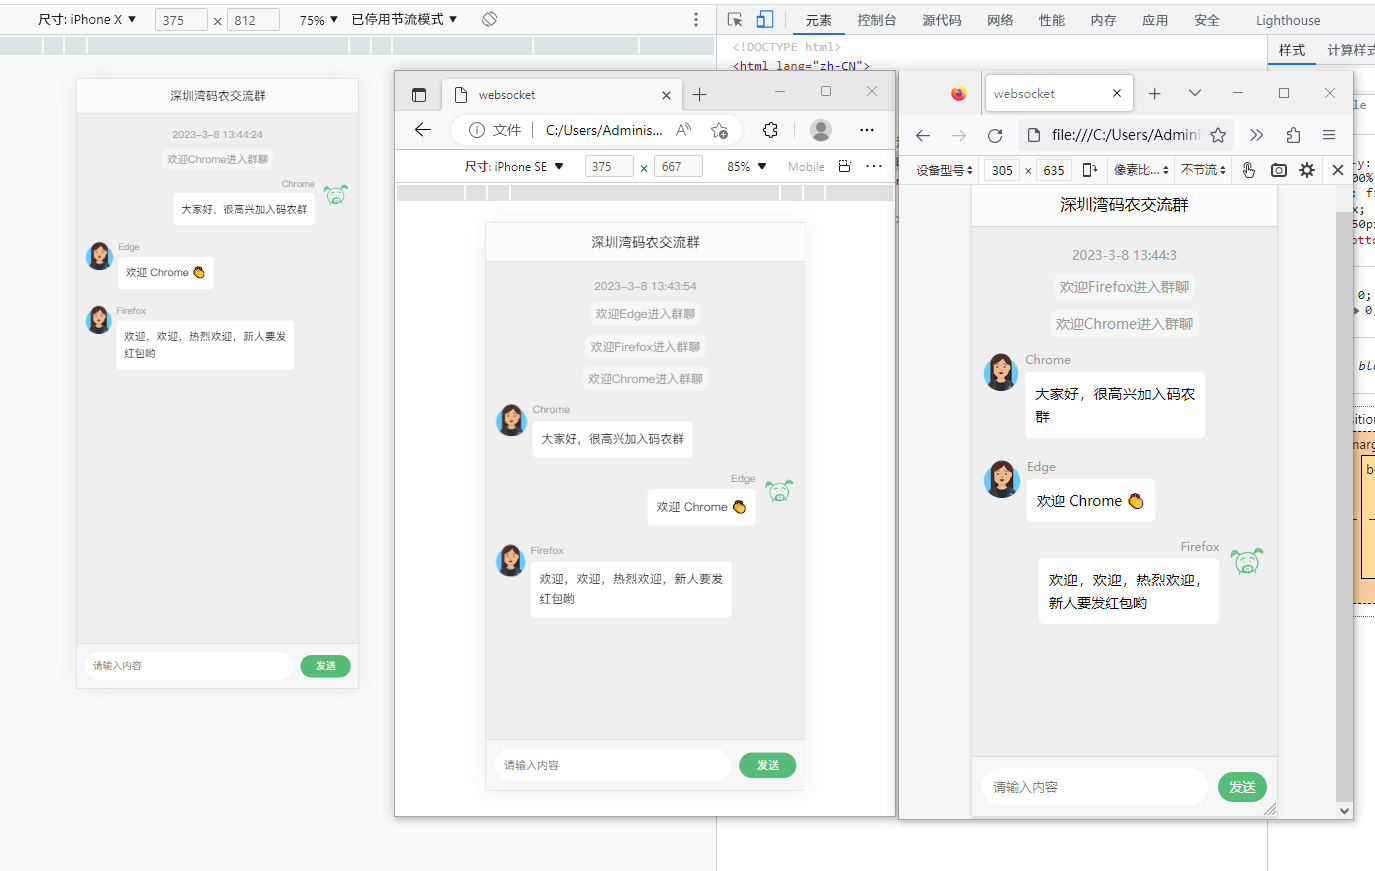 尺寸: iPhone X ▼ 375 × 812 75% ▼ 已停用节流模式 ▼
元素 控制台 源代码 网络 性能 内存 应用 安全 Lighthouse
<!DOCTYPE html>
<html lang="zh-CN">
样式 计算样式
深圳湾码农交流群
2023-3-8 13:44:24
欢迎Chrome进入群聊
Chrome
大家好，很高兴加入码农群
Edge
欢迎 Chrome 👏
Firefox
欢迎，欢迎，热烈欢迎，新人要发
红包哟
请输入内容 发送
websocket
文件 C:/Users/Adminis...
尺寸: iPhone SE ▼ 375 × 667 85% ▼ Mobile
深圳湾码农交流群
2023-3-8 13:43:54
欢迎Edge进入群聊
欢迎Firefox进入群聊
欢迎Chrome进入群聊
Chrome
大家好，很高兴加入码农群
Edge
欢迎 Chrome 👏
Firefox
欢迎，欢迎，热烈欢迎，新人要发
红包哟
请输入内容 发送
websocket
file:///C:/Users/Admini
设备型号 305 × 635 像素比... 不节流
深圳湾码农交流群
2023-3-8 13:44:3
欢迎Firefox进入群聊
欢迎Chrome进入群聊
Chrome
大家好，很高兴加入码农
群
Edge
欢迎 Chrome 👏
Firefox
欢迎，欢迎，热烈欢迎，
新人要发红包哟
请输入内容 发送